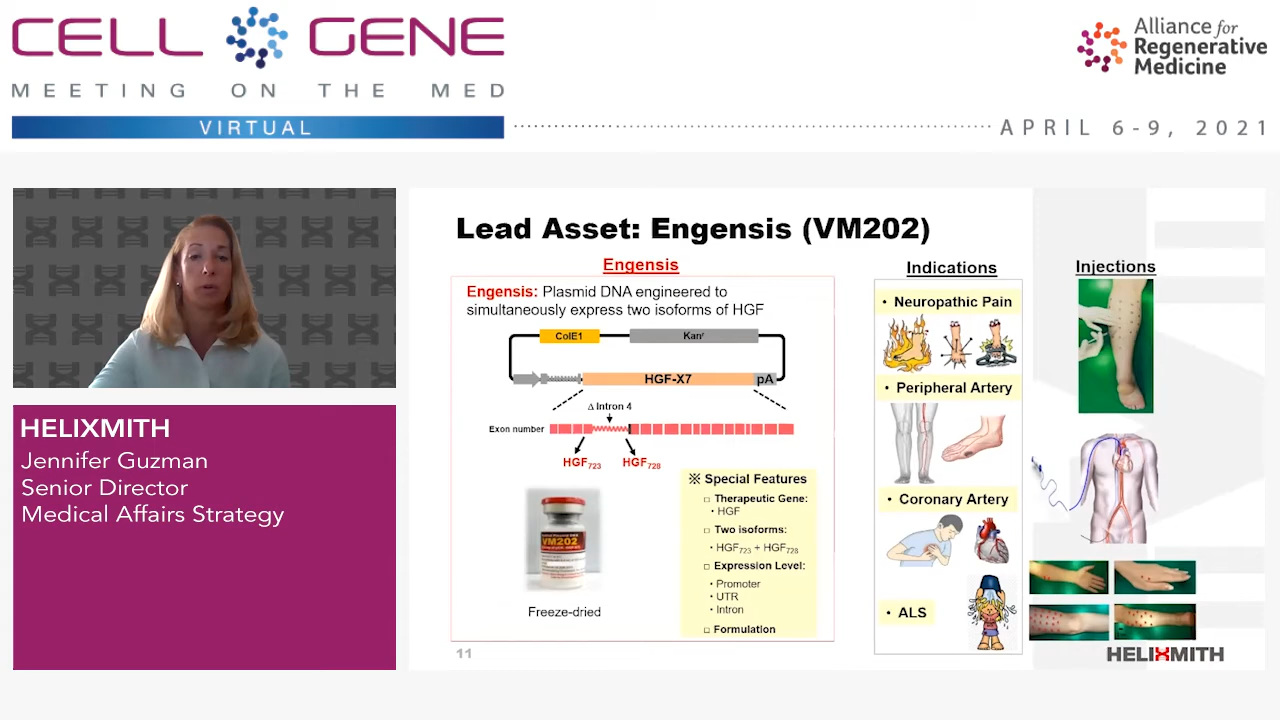 CELL GENE
MEETING ON THE MED
VIRTUAL
Alliance for
Regenerative
Medicine
APRIL 6-9, 2021
HELIXMITH
Jennifer Guzman
Senior Director
Medical Affairs Strategy
Lead Asset: Engensis (VM202)
Engensis
Engensis: Plasmid DNA engineered to
simultaneously express two isoforms of HGF
ColE1
Kanʳ
HGF-X7
pA
Δ Intron 4
Exon number
HGF₇₂₃
HGF₇₂₈
VM202
Freeze-dried
※ Special Features
□ Therapeutic Gene:
• HGF
□ Two isoforms:
• HGF₇₂₃ + HGF₇₂₈
□ Expression Level:
• Promoter
• UTR
• Intron
□ Formulation
Indications
• Neuropathic Pain
• Peripheral Artery
• Coronary Artery
• ALS
Injections
11
HELIXMITH